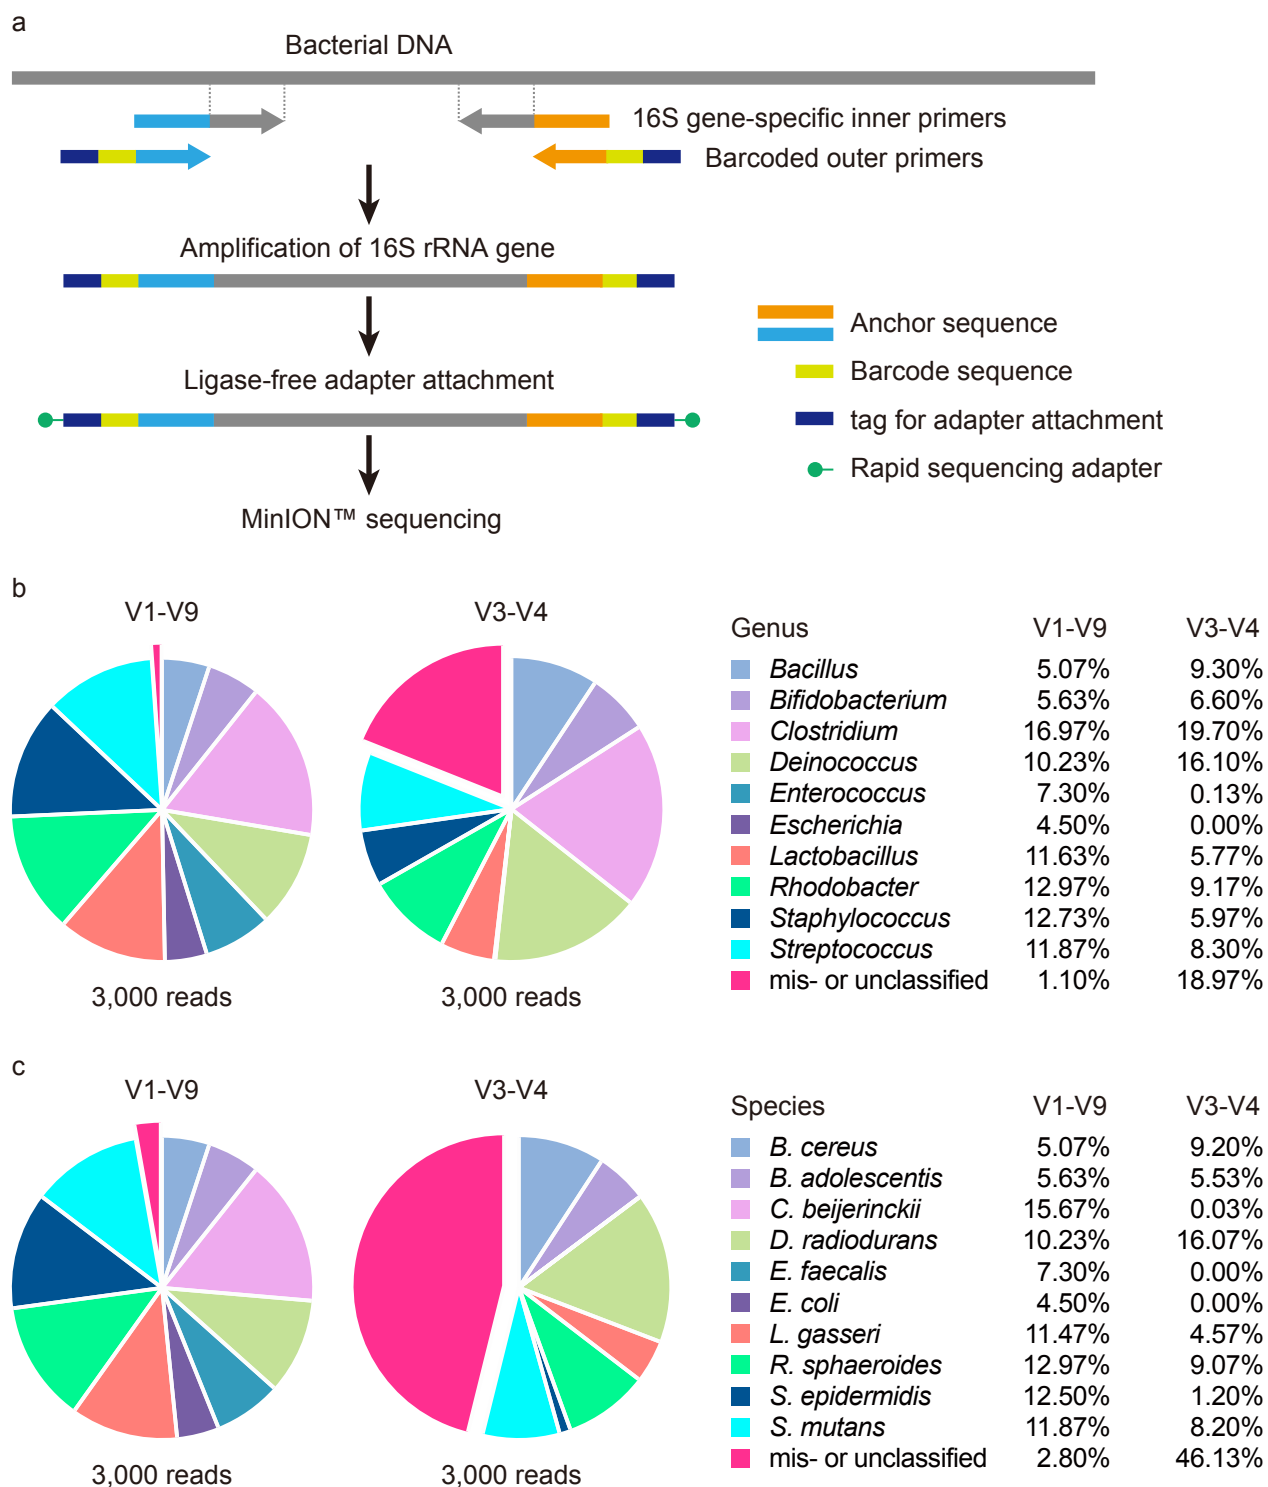 a
Bacterial DNA
16S gene-specific inner primers
Barcoded outer primers
Amplification of 16S rRNA gene
Anchor sequence
Ligase-free adapter attachment
Barcode sequence
tag for adapter attachment
Rapid sequencing adapter
MinION™ sequencing
b
V1-V9 V3-V4
Genus V1-V9 V3-V4
Bacillus 5.07% 9.30%
Bifidobacterium 5.63% 6.60%
Clostridium 16.97% 19.70%
Deinococcus 10.23% 16.10%
Enterococcus 7.30% 0.13%
Escherichia 4.50% 0.00%
Lactobacillus 11.63% 5.77%
Rhodobacter 12.97% 9.17%
Staphylococcus 12.73% 5.97%
Streptococcus 11.87% 8.30%
mis- or unclassified 1.10% 18.97%
3,000 reads 3,000 reads
c
V1-V9 V3-V4
Species V1-V9 V3-V4
B. cereus 5.07% 9.20%
B. adolescentis 5.63% 5.53%
C. beijerinckii 15.67% 0.03%
D. radiodurans 10.23% 16.07%
E. faecalis 7.30% 0.00%
E. coli 4.50% 0.00%
L. gasseri 11.47% 4.57%
R. sphaeroides 12.97% 9.07%
S. epidermidis 12.50% 1.20%
S. mutans 11.87% 8.20%
mis- or unclassified 2.80% 46.13%
3,000 reads 3,000 reads